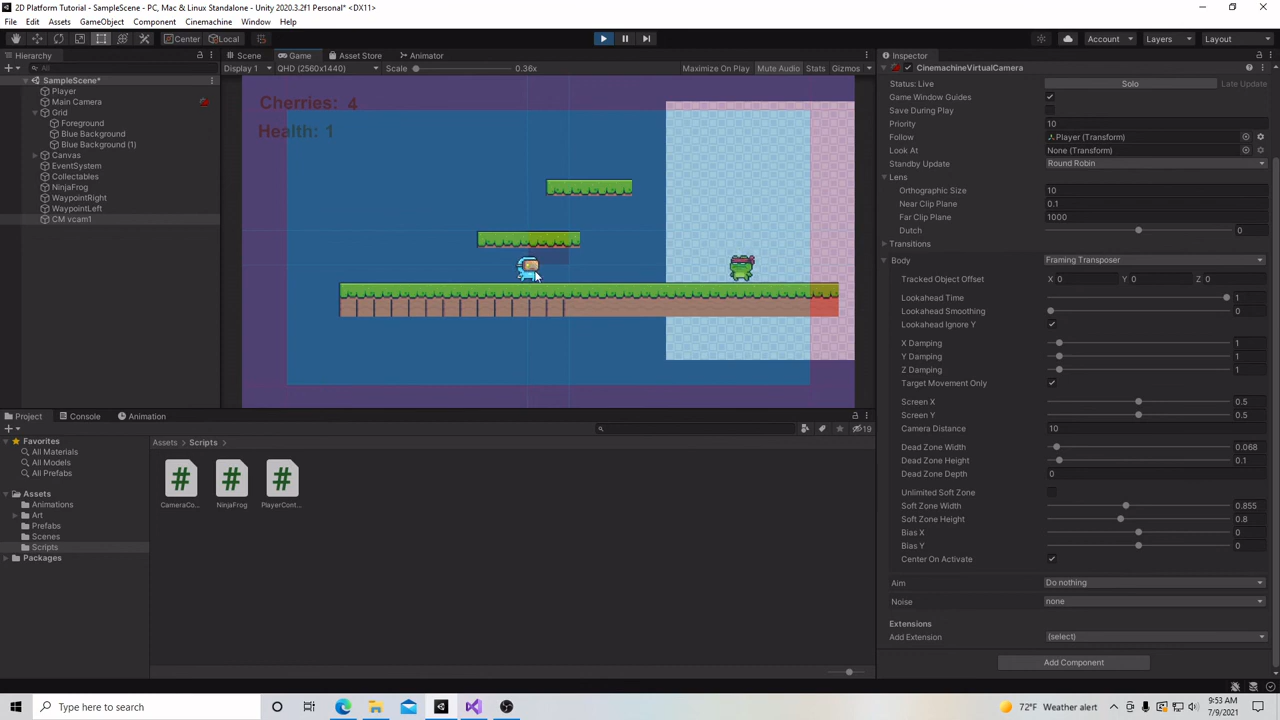 2D Platform Tutorial - SampleScene - PC, Mac & Linux Standalone - Unity 2020.3.2f1 Personal* <DX11>
File Edit Assets GameObject Component Cinemachine Window Help
Center Local Account Layers Layout
Hierarchy Scene Game Asset Store Animator Inspector
All Display 1 QHD (2560x1440) Scale 0.36x Maximize On Play Mute Audio Stats Gizmos CinemachineVirtualCamera
SampleScene*
Player
Main Camera
Grid
Foreground
Blue Background
Blue Background (1)
Canvas
EventSystem
Collectables
NinjaFrog
WaypointRight
WaypointLeft
CM vcam1
Cherries: 4
Health: 1
Status: Live Solo Late Update
Game Window Guides
Save During Play
Priority 10
Follow Player (Transform)
Look At None (Transform)
Standby Update Round Robin
Lens
Orthographic Size 10
Near Clip Plane 0.1
Far Clip Plane 1000
Dutch 0
Transitions
Body Framing Transposer
Tracked Object Offset X 0 Y 0 Z 0
Lookahead Time 1
Lookahead Smoothing 0
Lookahead Ignore Y
X Damping 1
Y Damping 1
Z Damping 1
Target Movement Only
Screen X 0.5
Screen Y 0.5
Camera Distance 10
Dead Zone Width 0.068
Dead Zone Height 0.1
Dead Zone Depth 0
Unlimited Soft Zone
Soft Zone Width 0.855
Soft Zone Height 0.8
Bias X 0
Bias Y 0
Center On Activate
Aim Do nothing
Noise none
Extensions
Add Extension (select)
Add Component
Project Console Animation
19
Favorites
All Materials
All Models
All Prefabs
Assets
Animations
Art
Prefabs
Scenes
Scripts
Packages
Assets Scripts
CameraCo... NinjaFrog PlayerCont...
Type here to search
72°F Weather alert
9:53 AM
7/9/2021